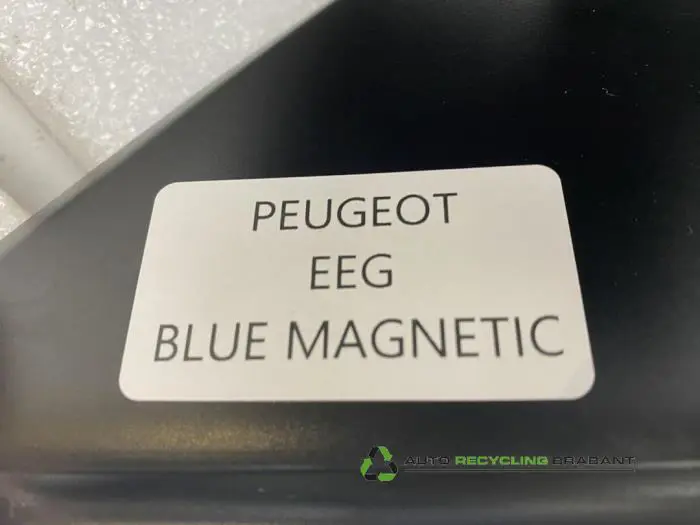 PEUGEOT
EEG
BLUE MAGNETIC
AUTO RECYCLING BRABANT